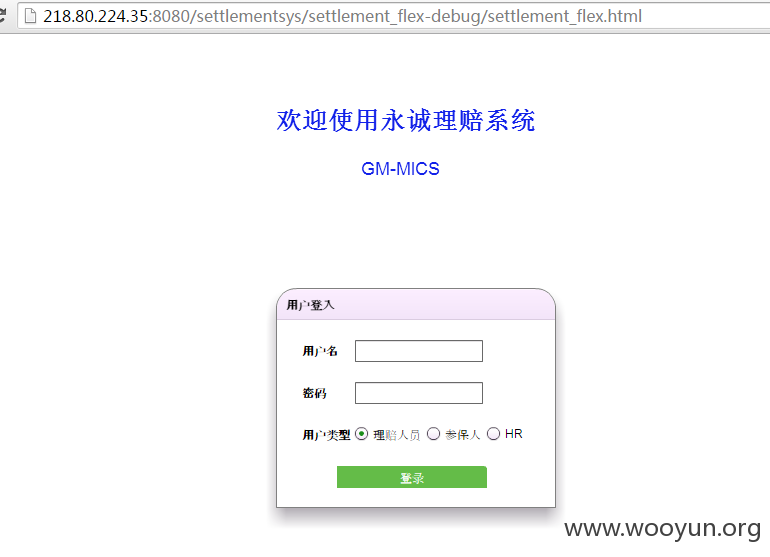 218.80.224.35:8080/settlementsys/settlement_flex-debug/settlement_flex.html
欢迎使用永诚理赔系统
GM-MICS
用户登入
用户名
密码
用户类型 理赔人员 参保人 HR
登录
www.wooyun.org